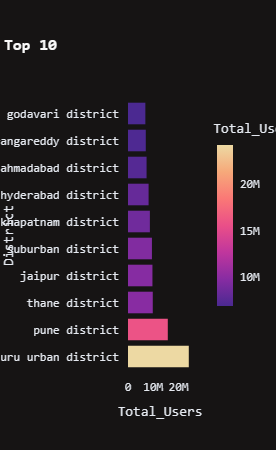 Top 10
godavari district
Total_Use
angareddy district
ahmadabad district
20M
hyderabad district
khapatnam district
15M
District
suburban district
jaipur district
10M
thane district
pune district
uru urban district
0 10M 20M
Total_Users